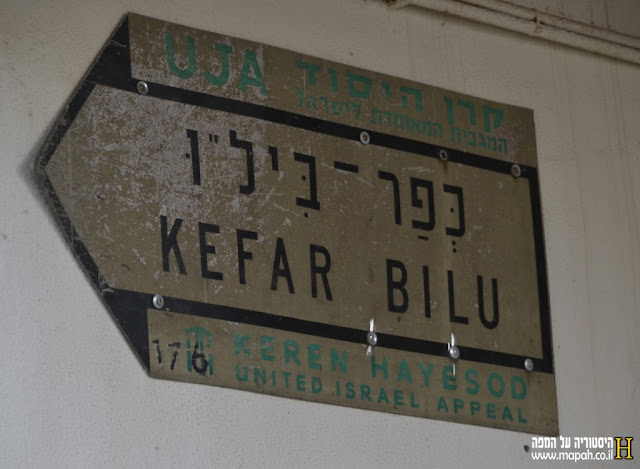 UJA קרן היסוד
המגבית המאוחדת לישראל
כְּפַר-בִּיל"וּ
KEFAR BILU
176 KEREN HAYESOD
UNITED ISRAEL APPEAL
היסטוריה על המפה
www.mapah.co.il H